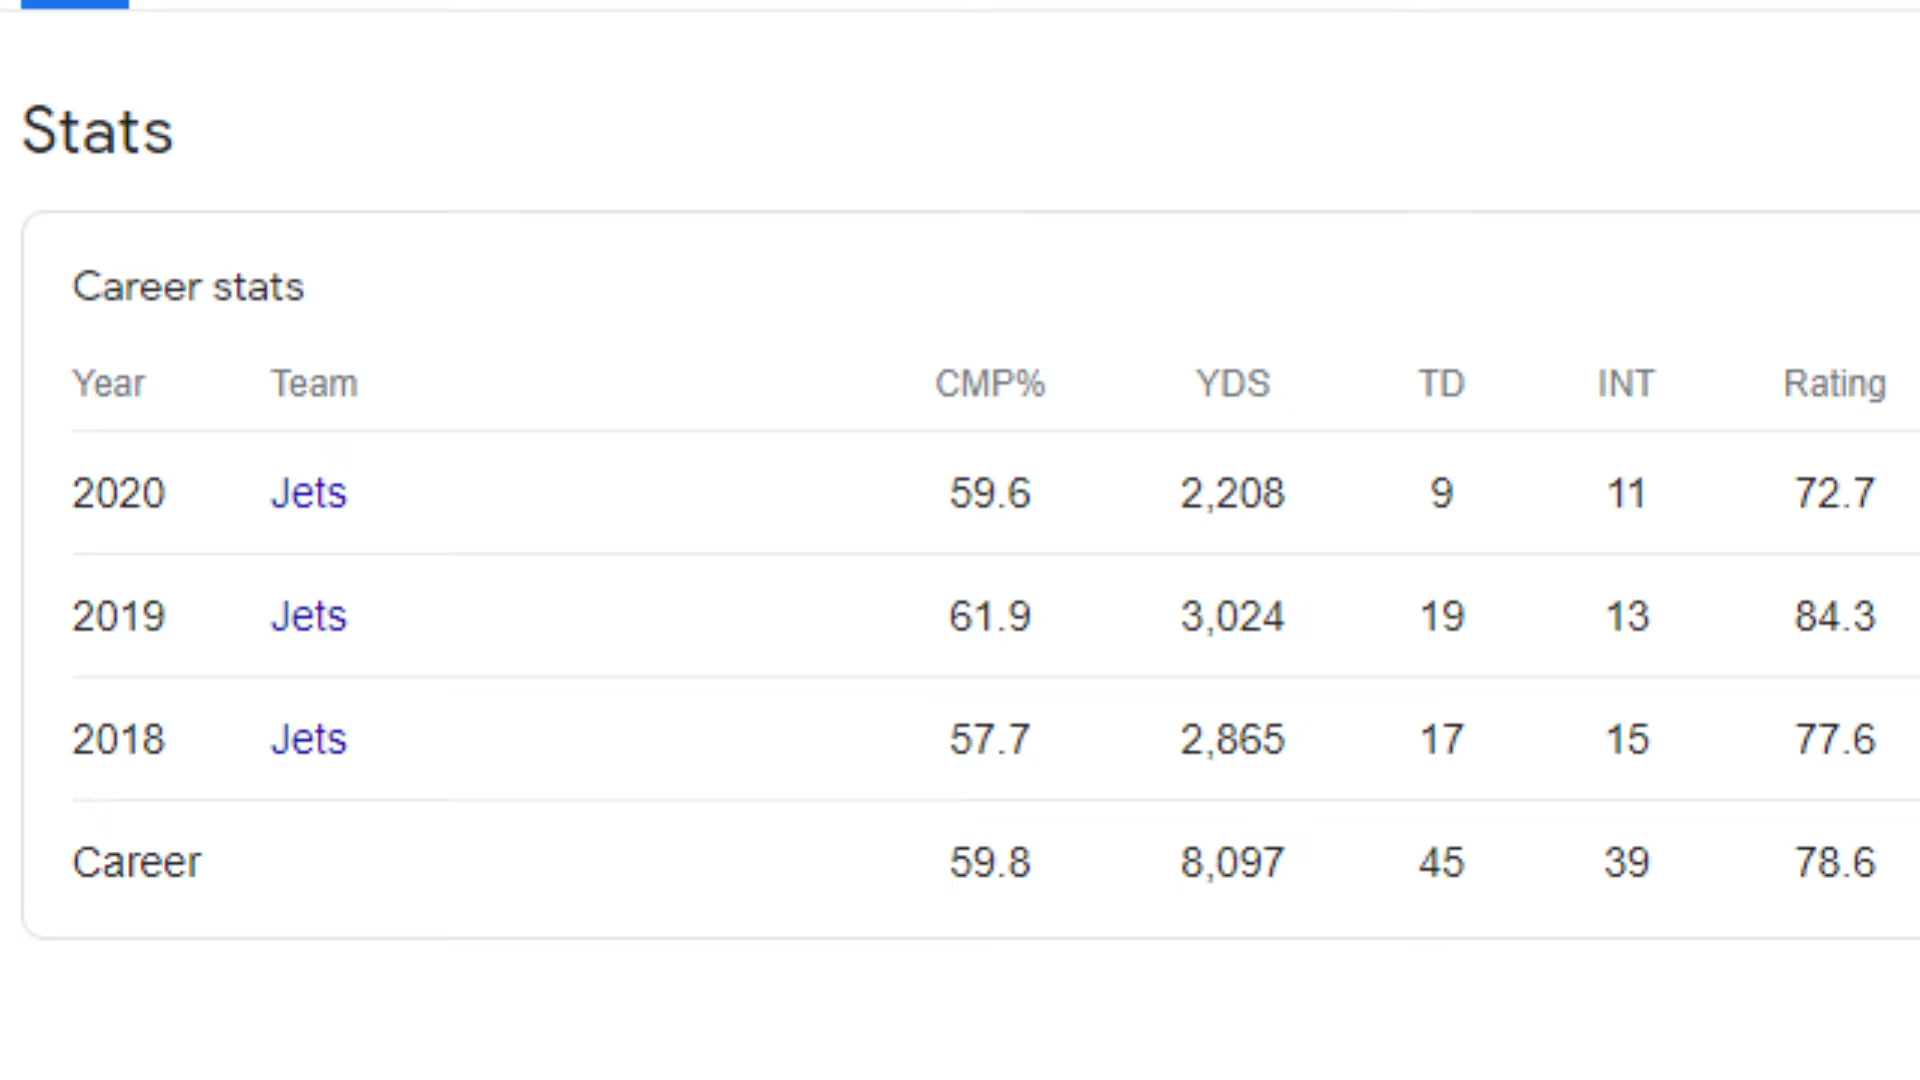 Stats
Career stats
Year Team CMP% YDS TD INT Rating
2020 Jets 59.6 2,208 9 11 72.7
2019 Jets 61.9 3,024 19 13 84.3
2018 Jets 57.7 2,865 17 15 77.6
Career 59.8 8,097 45 39 78.6